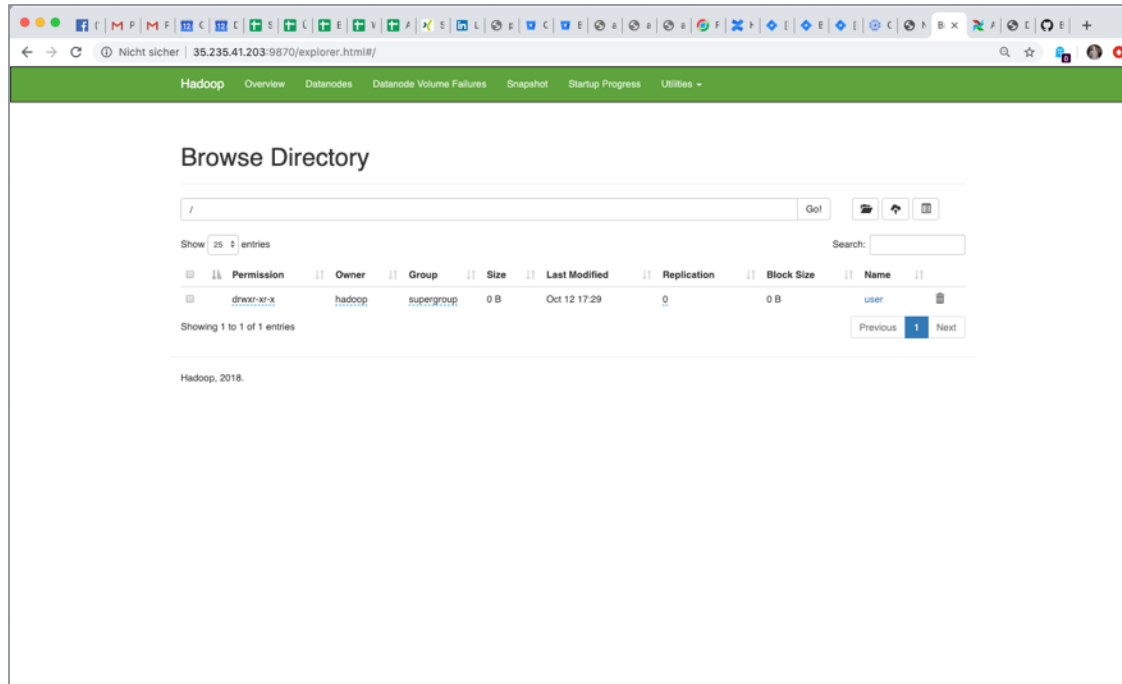 Nicht sicher | 35.235.41.203:9870/explorer.html#/
Hadoop Overview Datanodes Datanode Volume Failures Snapshot Startup Progress Utilities
Browse Directory
/ Go!
Show 25 entries Search:
Permission Owner Group Size Last Modified Replication Block Size Name
drwxr-xr-x hadoop supergroup 0 B Oct 12 17:29 0 0 B user
Showing 1 to 1 of 1 entries Previous 1 Next
Hadoop, 2018.